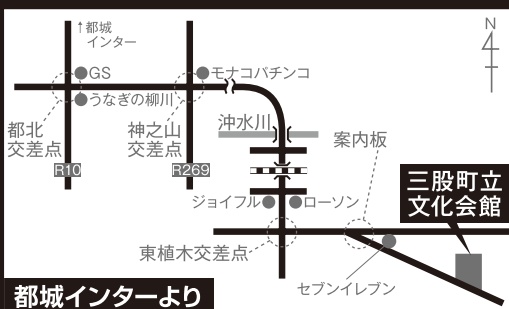 ↑都城
インター
N
GS
モナコパチンコ
うなぎの柳川
都北
交差点
神之山
交差点
沖水川
案内板
R10
R269
三股町立
文化会館
ジョイフル
ローソン
東植木交差点
セブンイレブン
都城インターより